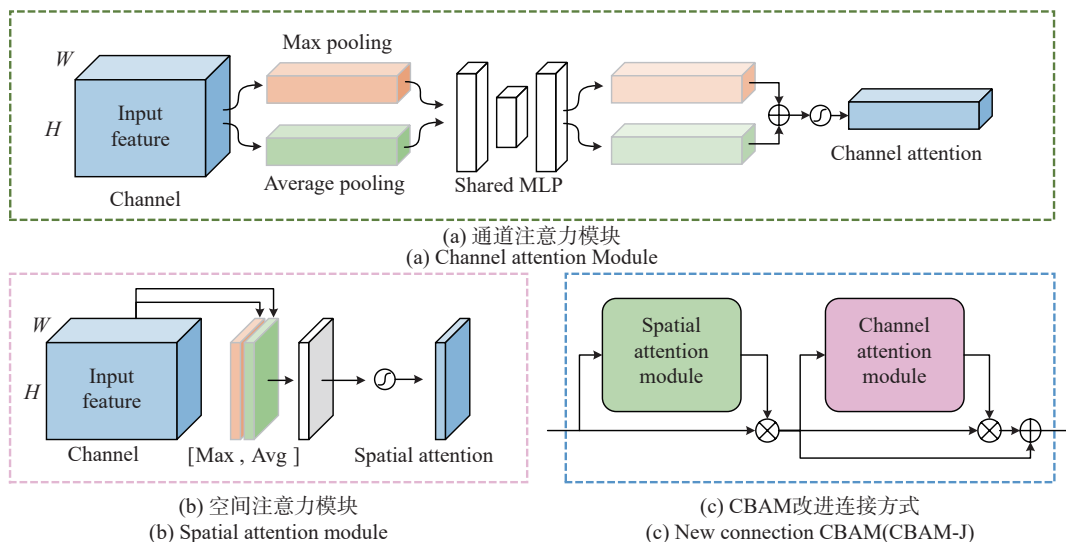 Max pooling
W
H
Input
feature
Channel
Average pooling
Shared MLP
Channel attention
(a) 通道注意力模块
(a) Channel attention Module
W
H
Input
feature
Channel
[Max , Avg ]
Spatial attention
(b) 空间注意力模块
(b) Spatial attention module
Spatial
attention
module
Channel
attention
module
(c) CBAM改进连接方式
(c) New connection CBAM(CBAM-J)